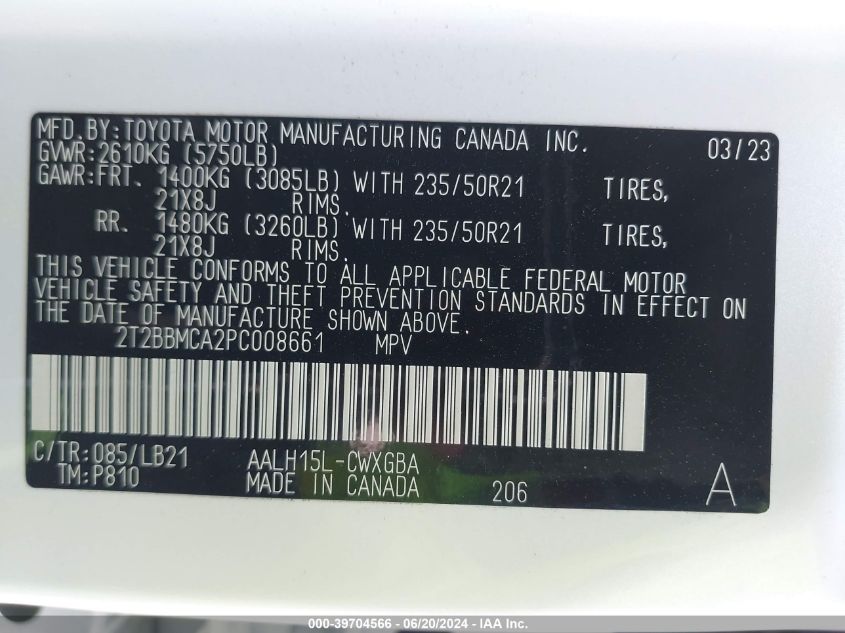 MFD.BY:TOYOTA MOTOR MANUFACTURING CANADA INC. 03/23
GVWR:2610KG (5750LB)
GAWR:FRT. 1400KG (3085LB) WITH 235/50R21 TIRES,
21X8J RIMS.
RR. 1480KG (3260LB) WITH 235/50R21 TIRES,
21X8J RIMS.
THIS VEHICLE CONFORMS TO ALL APPLICABLE FEDERAL MOTOR
VEHICLE SAFETY AND THEFT PREVENTION STANDARDS IN EFFECT ON
THE DATE OF MANUFACTURE SHOWN ABOVE.
2T2BBMCA2PC008661 MPV
C/TR:085/LB21 AALH15L-CWXGBA
TM:P810 MADE IN CANADA 206 A
000-39704566 - 06/20/2024 - IAA Inc.